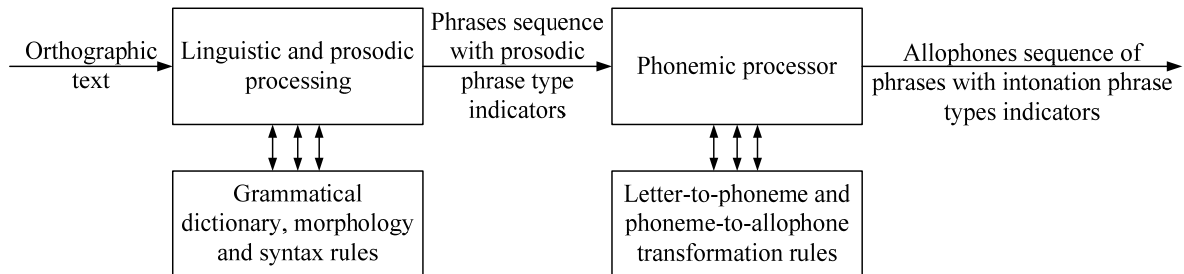 Orthographic
text
Linguistic and prosodic
processing
Phrases sequence
with prosodic
phrase type
indicators
Phonemic processor
Allophones sequence of
phrases with intonation phrase
types indicators
Grammatical
dictionary, morphology
and syntax rules
Letter-to-phoneme and
phoneme-to-allophone
transformation rules